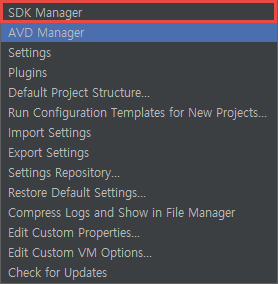 SDK Manager
AVD Manager
Settings
Plugins
Default Project Structure...
Run Configuration Templates for New Projects...
Import Settings
Export Settings
Settings Repository...
Restore Default Settings...
Compress Logs and Show in File Manager
Edit Custom Properties...
Edit Custom VM Options...
Check for Updates